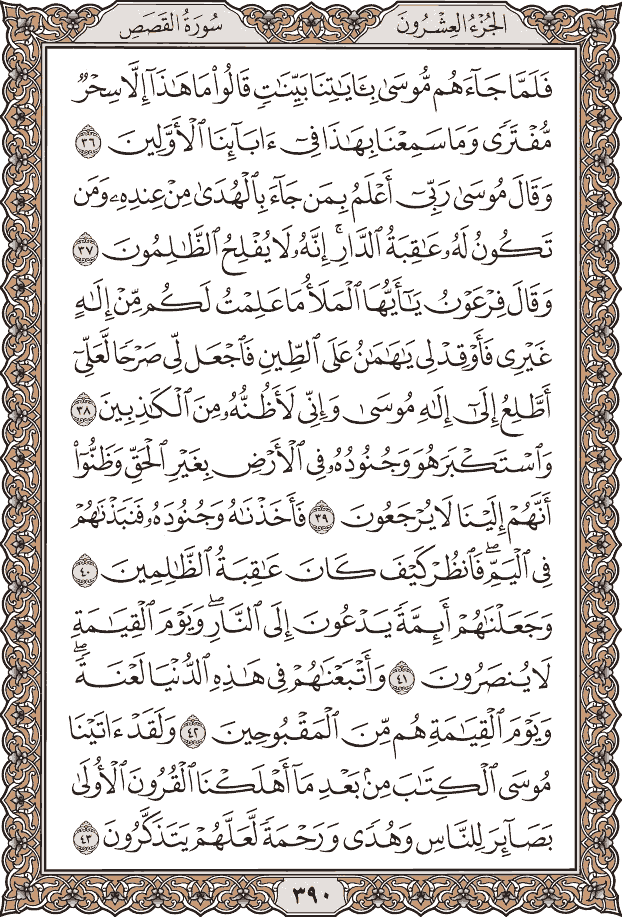 الجُزْءُ العِشْرُونَ
سُورَةُ القَصَصِ
فَلَمَّا جَآءَهُم مُّوسَىٰ بِـَٔايَٰتِنَا بَيِّنَٰتٖ قَالُواْ مَا هَٰذَآ إِلَّا سِحۡرٞ
مُّفۡتَرٗى وَمَا سَمِعۡنَا بِهَٰذَا فِيٓ ءَابَآئِنَا ٱلۡأَوَّلِينَ ٣٦
وَقَالَ مُوسَىٰ رَبِّيٓ أَعۡلَمُ بِمَن جَآءَ بِٱلۡهُدَىٰ مِنۡ عِندِهِۦ وَمَن
تَكُونُ لَهُۥ عَٰقِبَةُ ٱلدَّارِۚ إِنَّهُۥ لَا يُفۡلِحُ ٱلظَّٰلِمُونَ ٣٧
وَقَالَ فِرۡعَوۡنُ يَٰٓأَيُّهَا ٱلۡمَلَأُ مَا عَلِمۡتُ لَكُم مِّنۡ إِلَٰهٍ
غَيۡرِي فَأَوۡقِدۡ لِي يَٰهَٰمَٰنُ عَلَى ٱلطِّينِ فَٱجۡعَل لِّي صَرۡحٗا لَّعَلِّيٓ
أَطَّلِعُ إِلَىٰٓ إِلَٰهِ مُوسَىٰ وَإِنِّي لَأَظُنُّهُۥ مِنَ ٱلۡكَٰذِبِينَ ٣٨
وَٱسۡتَكۡبَرَ هُوَ وَجُنُودُهُۥ فِي ٱلۡأَرۡضِ بِغَيۡرِ ٱلۡحَقِّ وَظَنُّوٓاْ
أَنَّهُمۡ إِلَيۡنَا لَا يُرۡجَعُونَ ٣٩ فَأَخَذۡنَٰهُ وَجُنُودَهُۥ فَنَبَذۡنَٰهُمۡ
فِي ٱلۡيَمِّۖ فَٱنظُرۡ كَيۡفَ كَانَ عَٰقِبَةُ ٱلظَّٰلِمِينَ ٤٠
وَجَعَلۡنَٰهُمۡ أَئِمَّةٗ يَدۡعُونَ إِلَى ٱلنَّارِۖ وَيَوۡمَ ٱلۡقِيَٰمَةِ
لَا يُنصَرُونَ ٤١ وَأَتۡبَعۡنَٰهُمۡ فِي هَٰذِهِ ٱلدُّنۡيَا لَعۡنَةٗۖ
وَيَوۡمَ ٱلۡقِيَٰمَةِ هُم مِّنَ ٱلۡمَقۡبُوحِينَ ٤٢ وَلَقَدۡ ءَاتَيۡنَا
مُوسَى ٱلۡكِتَٰبَ مِنۢ بَعۡدِ مَآ أَهۡلَكۡنَا ٱلۡقُرُونَ ٱلۡأُولَىٰ
بَصَآئِرَ لِلنَّاسِ وَهُدٗى وَرَحۡمَةٗ لَّعَلَّهُمۡ يَتَذَكَّرُونَ ٤٣
٣٩٠